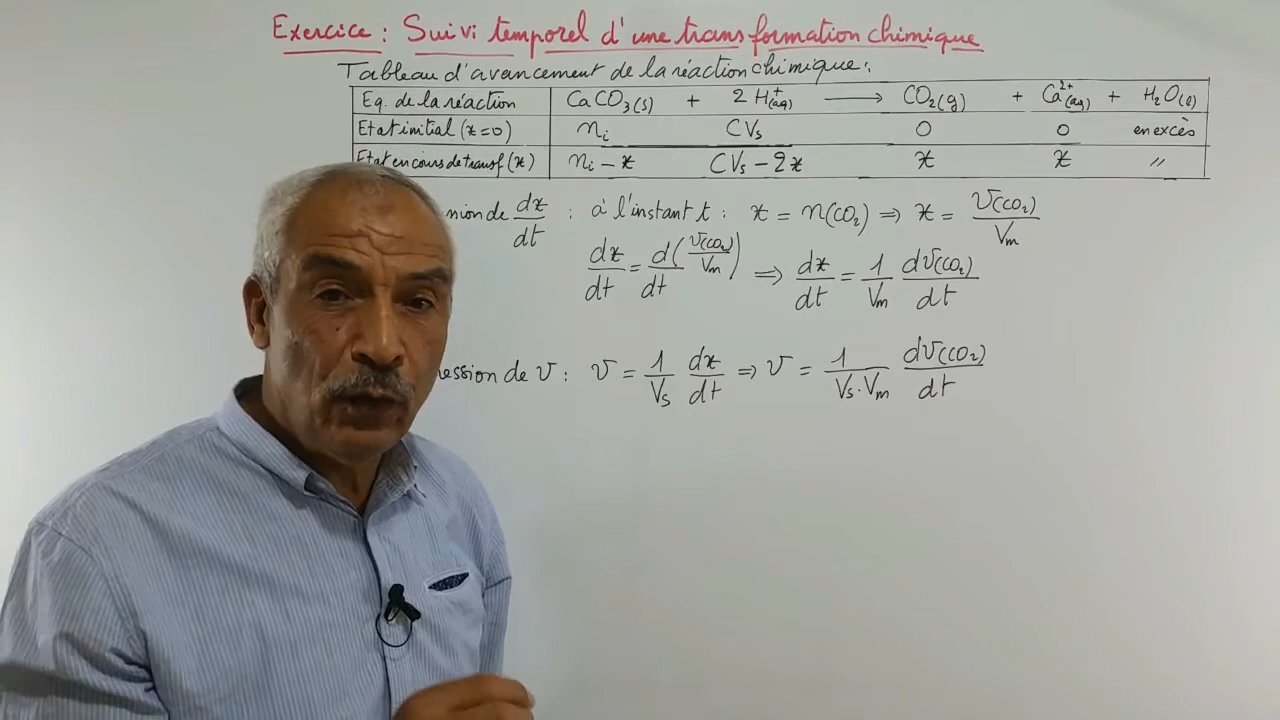 Exercice : Suivi temporel d'une transformation chimique
Tableau d'avancement de la réaction chimique :
Eq. de la réaction CaCO₃(s) + 2 H⁺(aq) ⟶ CO₂(g) + Ca²⁺(aq) + H₂O(l)
Etat initial (x=0) nᵢ CVₛ 0 0 en excès
Etat en cours de transf (x) nᵢ - x CVₛ - 2x x x //
de dx/dt : à l'instant t : x = n(CO₂) ⇒ x = V(CO₂)/Vm
dx/dt = d/dt (V(CO₂)/Vm) ⇒ dx/dt = 1/Vm dV(CO₂)/dt
ession de v : v = 1/Vₛ dx/dt ⇒ v = 1/(Vₛ.Vm) dV(CO₂)/dt